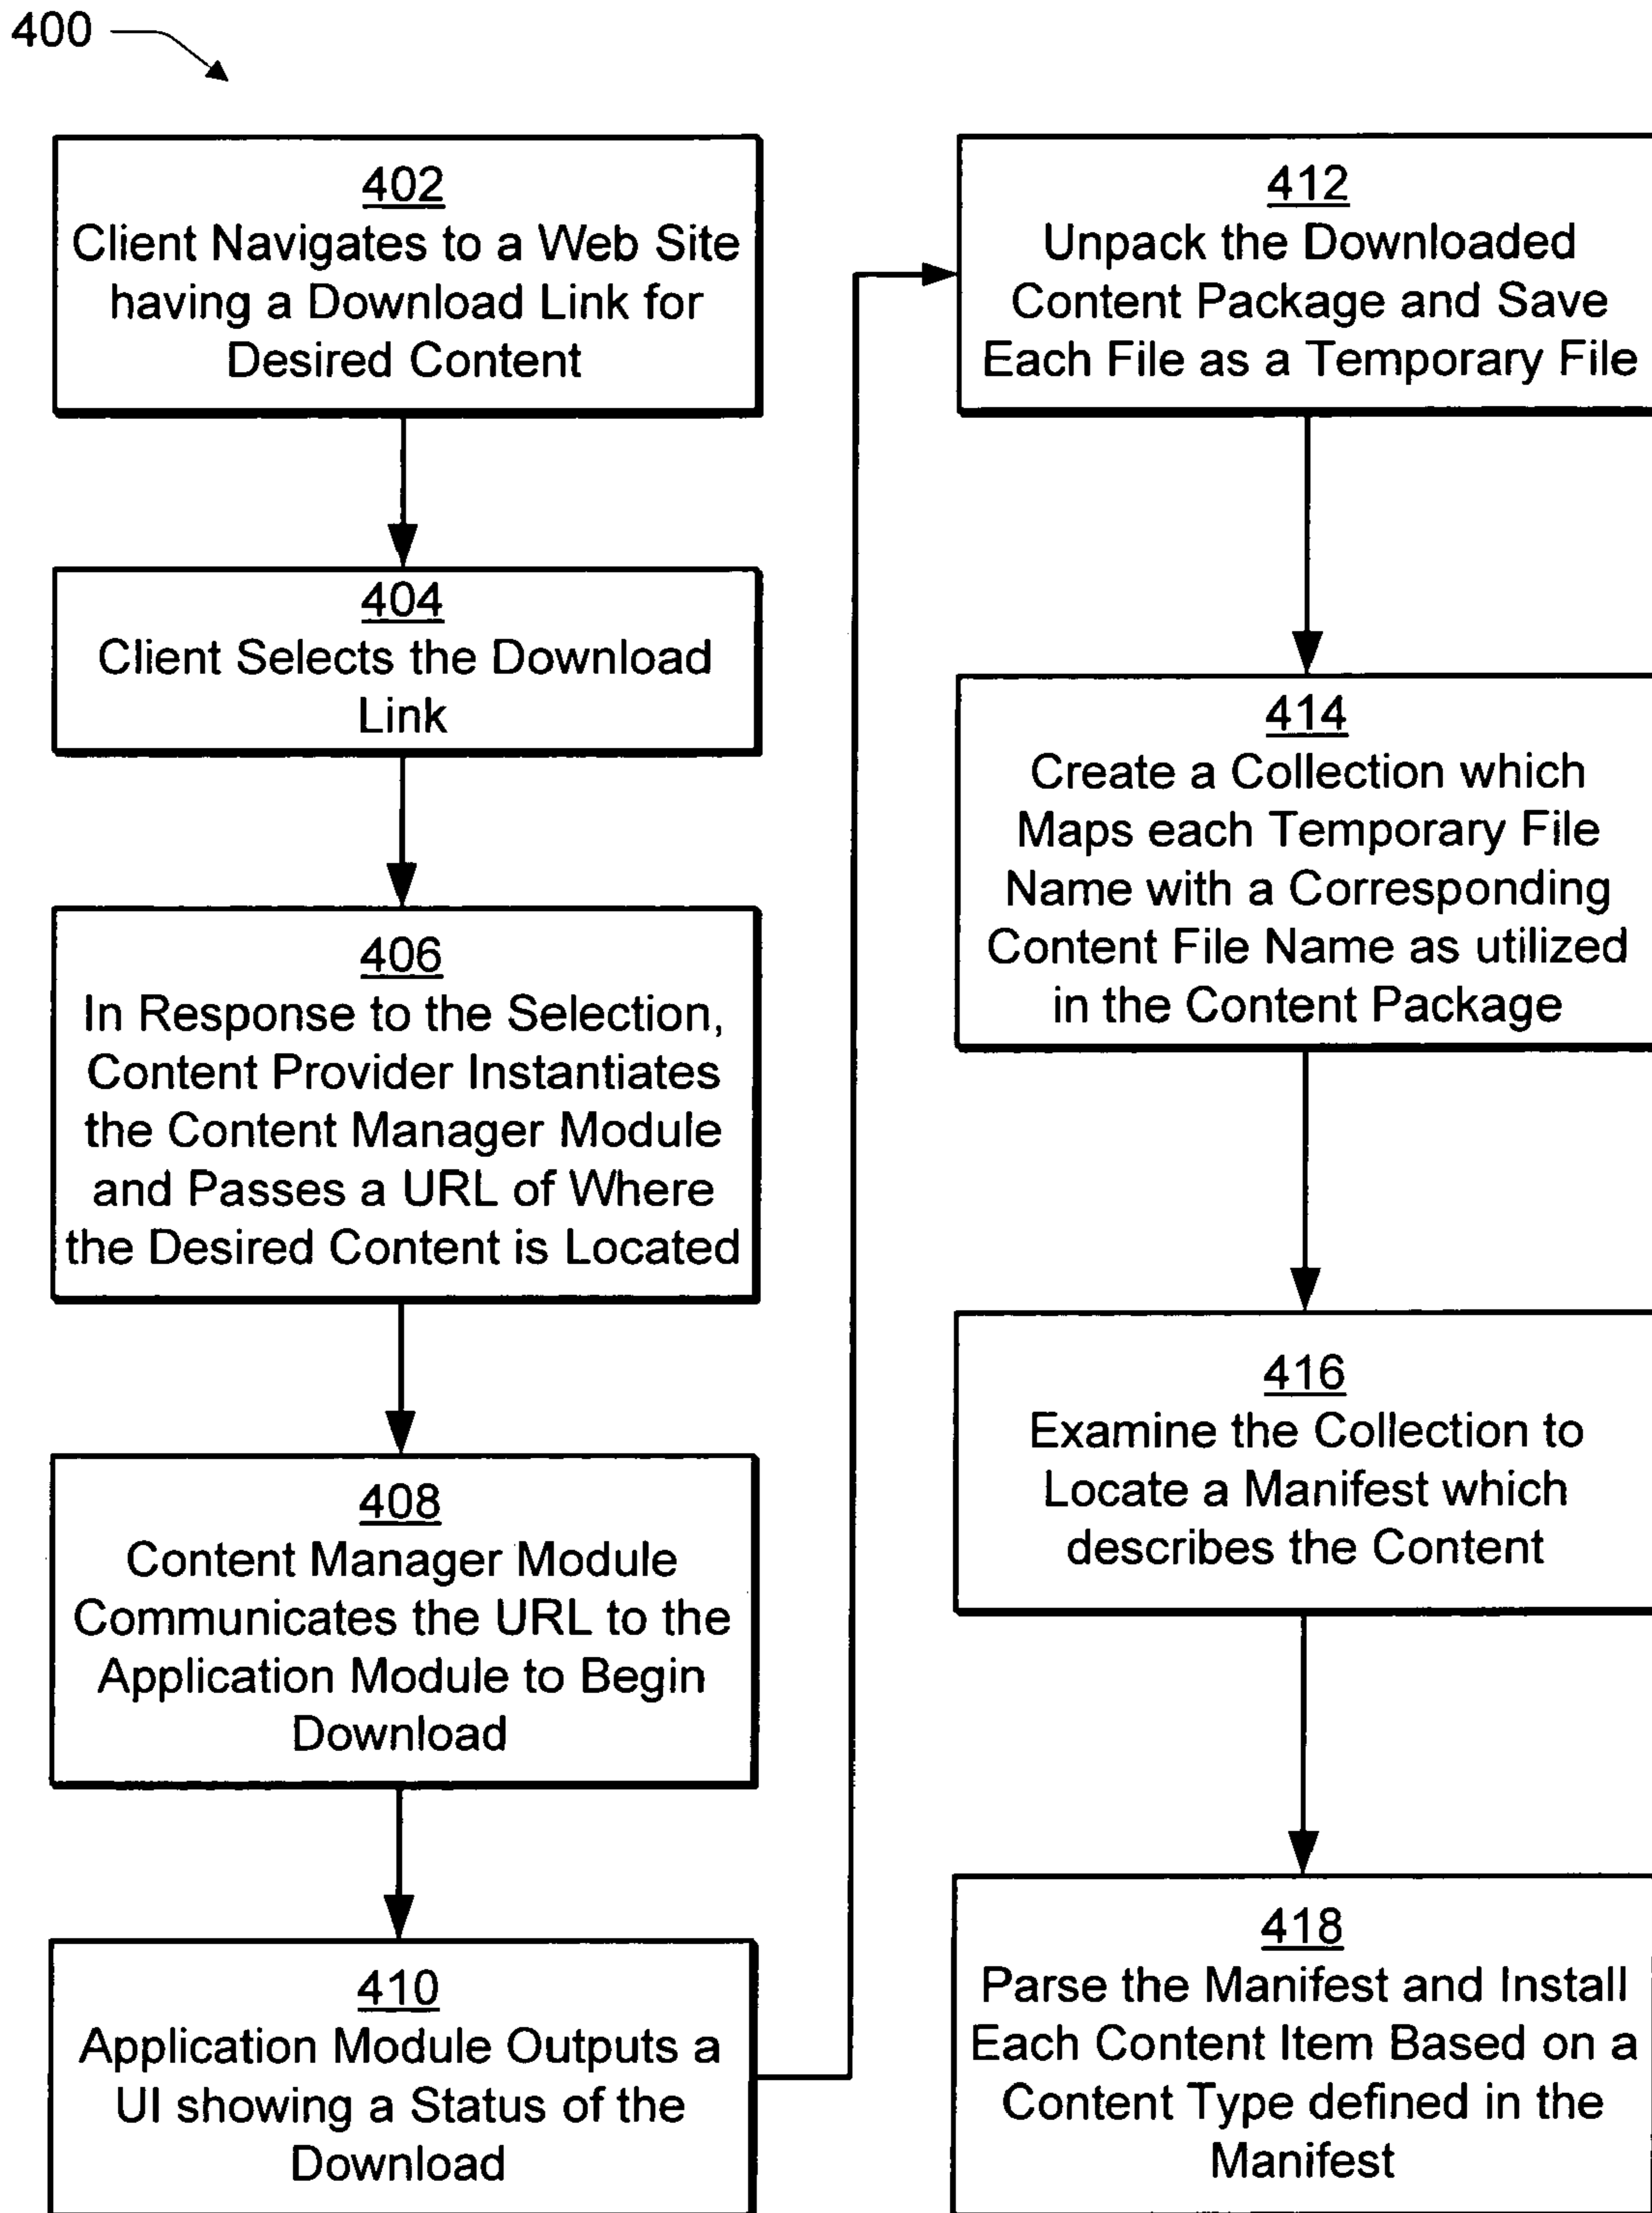 400
402
Client Navigates to a Web Site
having a Download Link for
Desired Content
404
Client Selects the Download
Link
406
In Response to the Selection,
Content Provider Instantiates
the Content Manager Module
and Passes a URL of Where
the Desired Content is Located
408
Content Manager Module
Communicates the URL to the
Application Module to Begin
Download
410
Application Module Outputs a
UI showing a Status of the
Download
412
Unpack the Downloaded
Content Package and Save
Each File as a Temporary File
414
Create a Collection which
Maps each Temporary File
Name with a Corresponding
Content File Name as utilized
in the Content Package
416
Examine the Collection to
Locate a Manifest which
describes the Content
418
Parse the Manifest and Install
Each Content Item Based on a
Content Type defined in the
Manifest